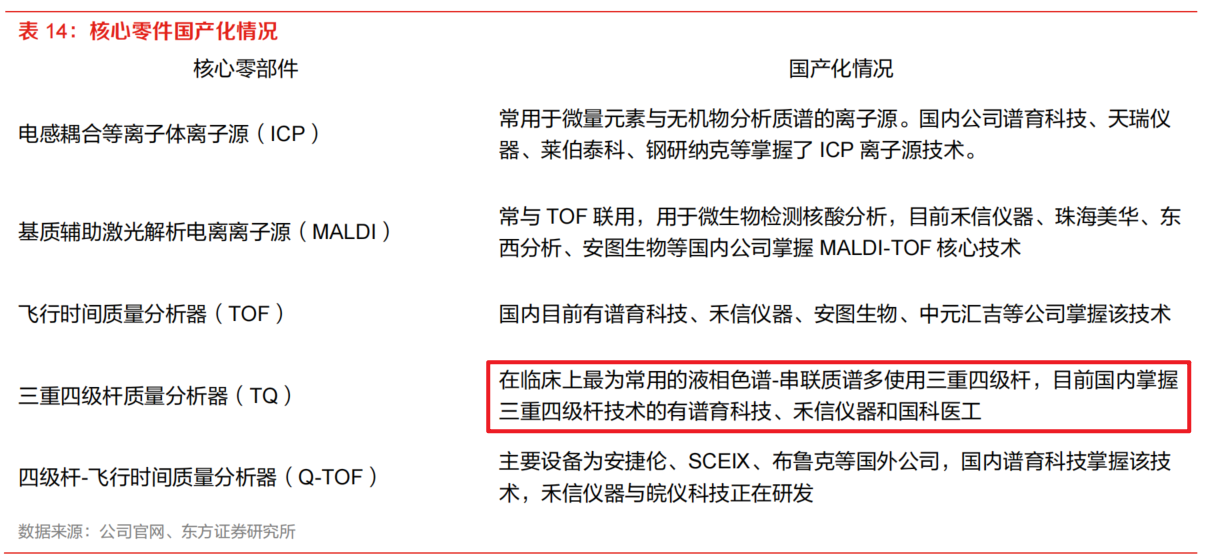 表 14：核心零件国产化情况
核心零部件 国产化情况
电感耦合等离子体离子源（ICP）
常用于微量元素与无机物分析质谱的离子源。国内公司谱育科技、天瑞仪
器、莱伯泰科、钢研纳克等掌握了 ICP 离子源技术。
基质辅助激光解析电离离子源（MALDI）
常与 TOF 联用，用于微生物检测核酸分析，目前禾信仪器、珠海美华、东
西分析、安图生物等国内公司掌握 MALDI-TOF 核心技术
飞行时间质量分析器（TOF） 国内目前有谱育科技、禾信仪器、安图生物、中元汇吉等公司掌握该技术
三重四级杆质量分析器（TQ）
在临床上最为常用的液相色谱-串联质谱多使用三重四级杆，目前国内掌握
三重四级杆技术的有谱育科技、禾信仪器和国科医工
四级杆-飞行时间质量分析器（Q-TOF）
主要设备为安捷伦、SCEIX、布鲁克等国外公司，国内谱育科技掌握该技
术，禾信仪器与皖仪科技正在研发
数据来源：公司官网、东方证券研究所